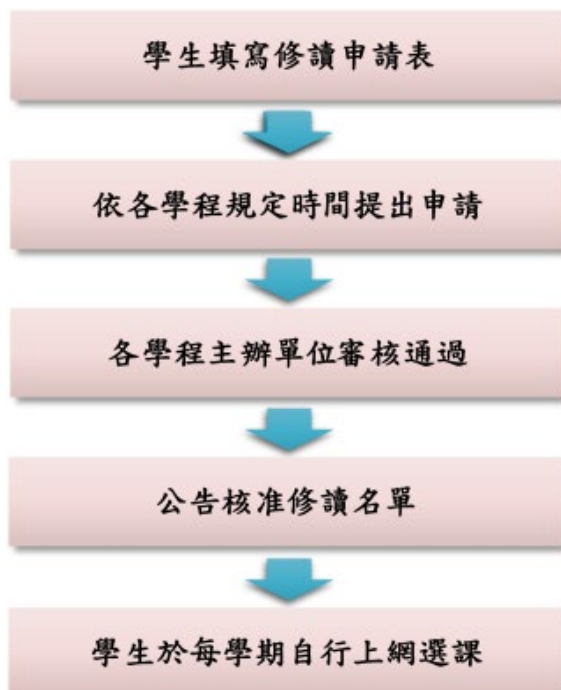 學生填寫修讀申請表
依各學程規定時間提出申請
各學程主辦單位審核通過
公告核准修讀名單
學生於每學期自行上網選課